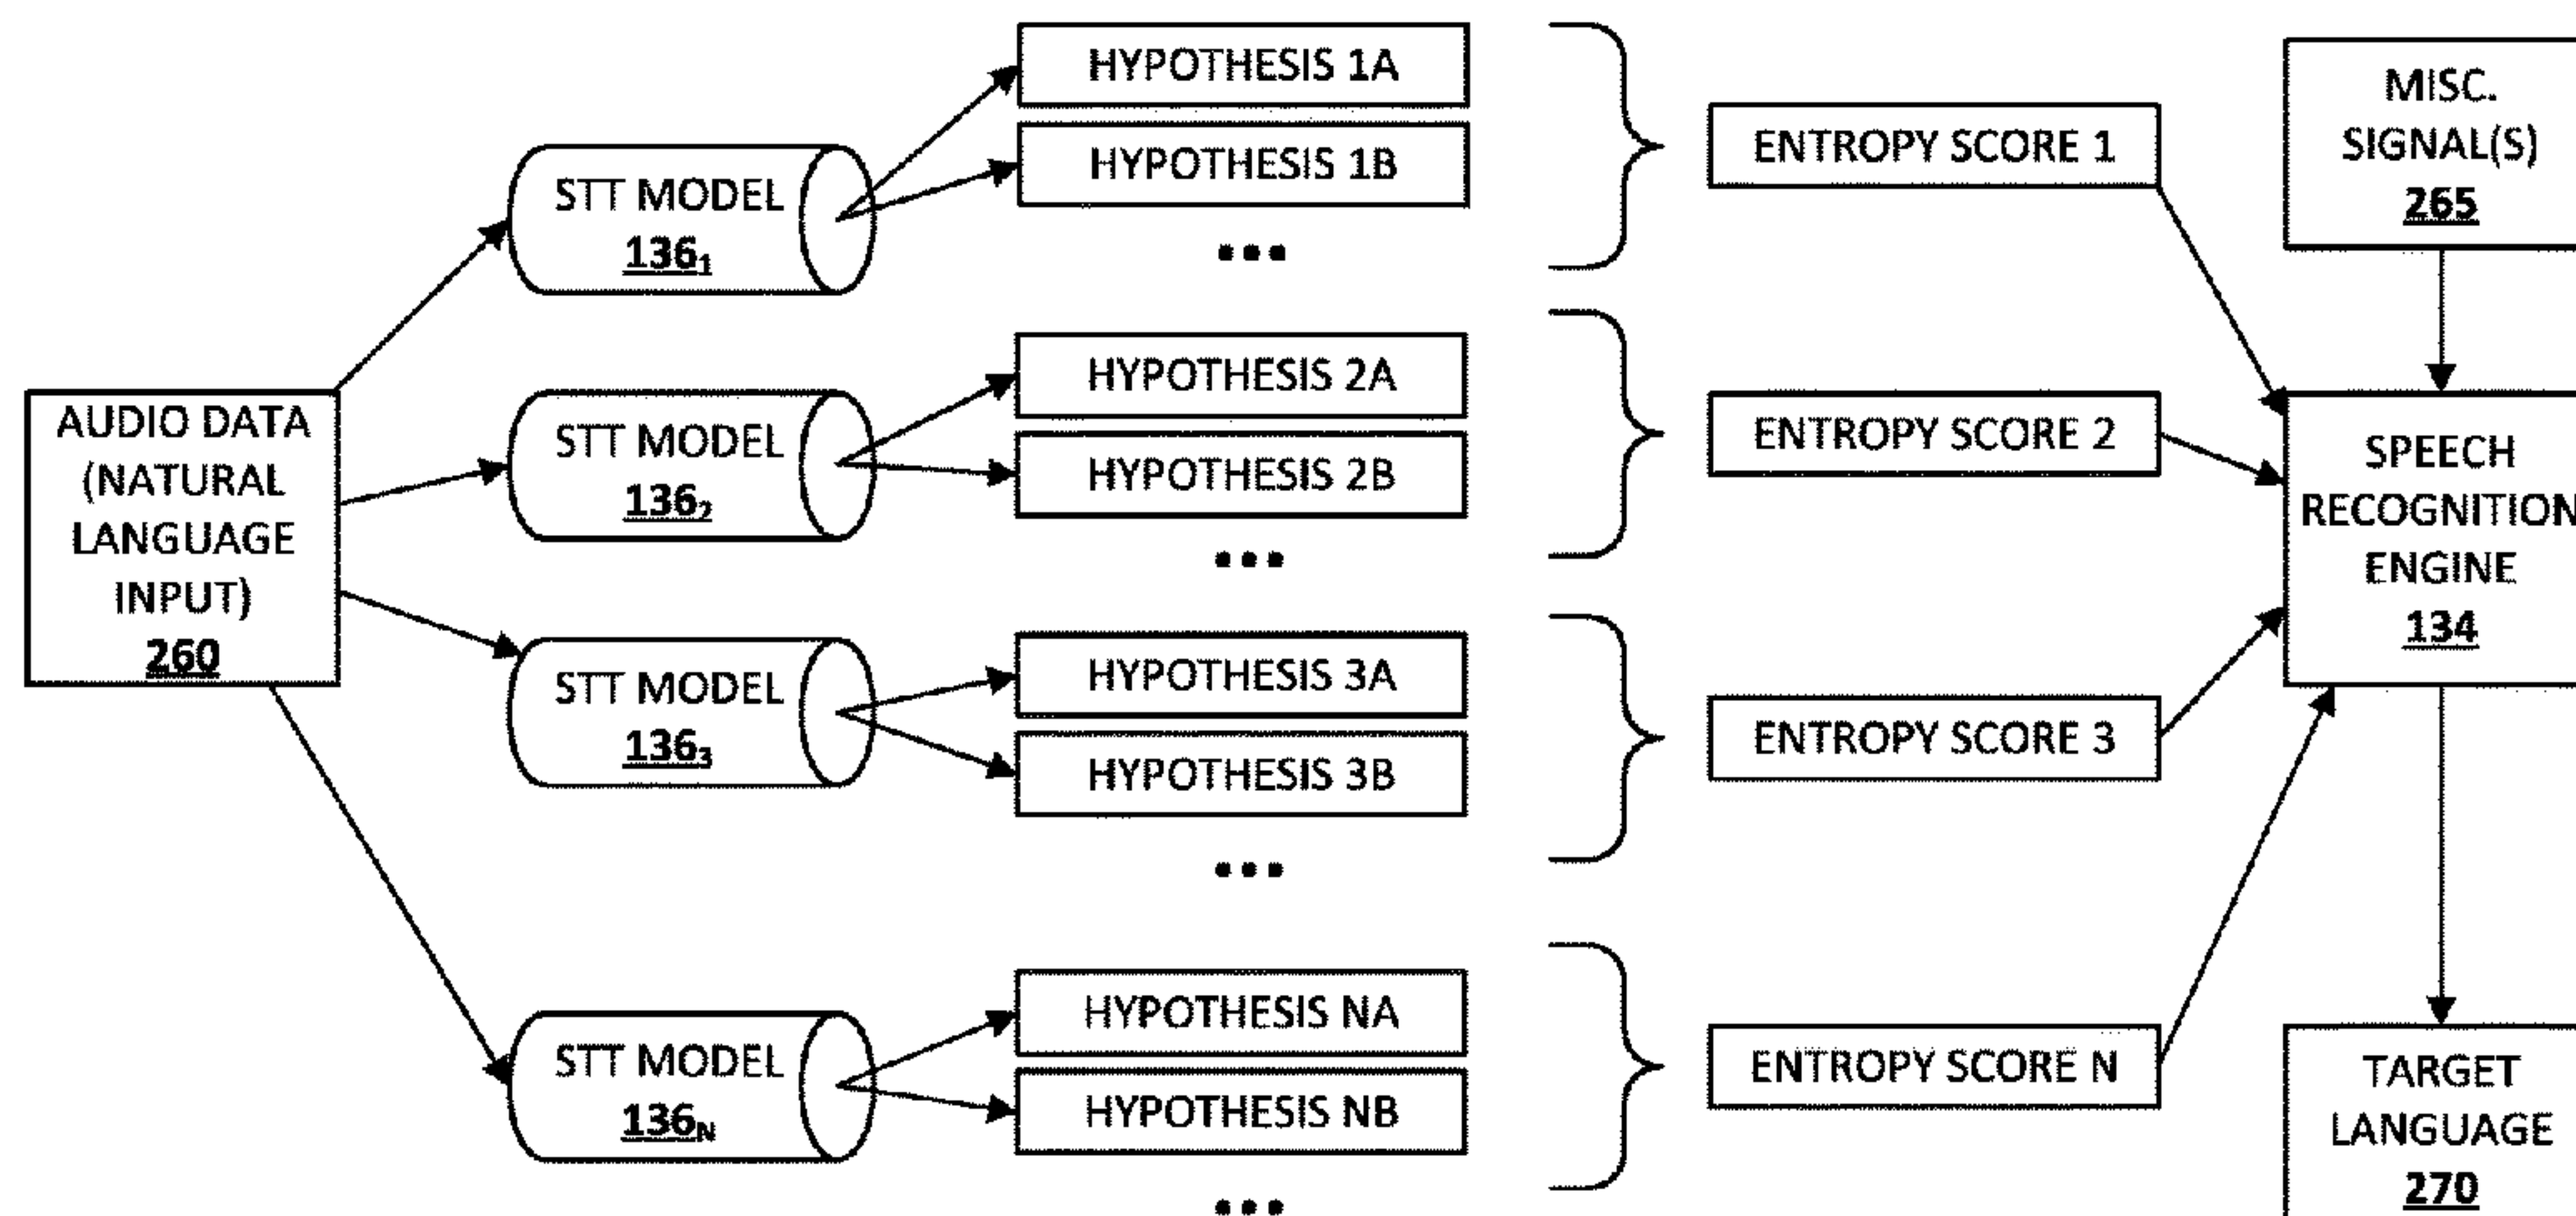 HYPOTHESIS 1A
HYPOTHESIS 1B
...
STT MODEL
136₁
ENTROPY SCORE 1
MISC.
SIGNAL(S)
265
AUDIO DATA
(NATURAL
LANGUAGE
INPUT)
260
STT MODEL
136₂
HYPOTHESIS 2A
HYPOTHESIS 2B
...
ENTROPY SCORE 2
SPEECH
RECOGNITION
ENGINE
134
STT MODEL
136₃
HYPOTHESIS 3A
HYPOTHESIS 3B
...
ENTROPY SCORE 3
STT MODEL
136N
HYPOTHESIS NA
HYPOTHESIS NB
...
ENTROPY SCORE N
TARGET
LANGUAGE
270